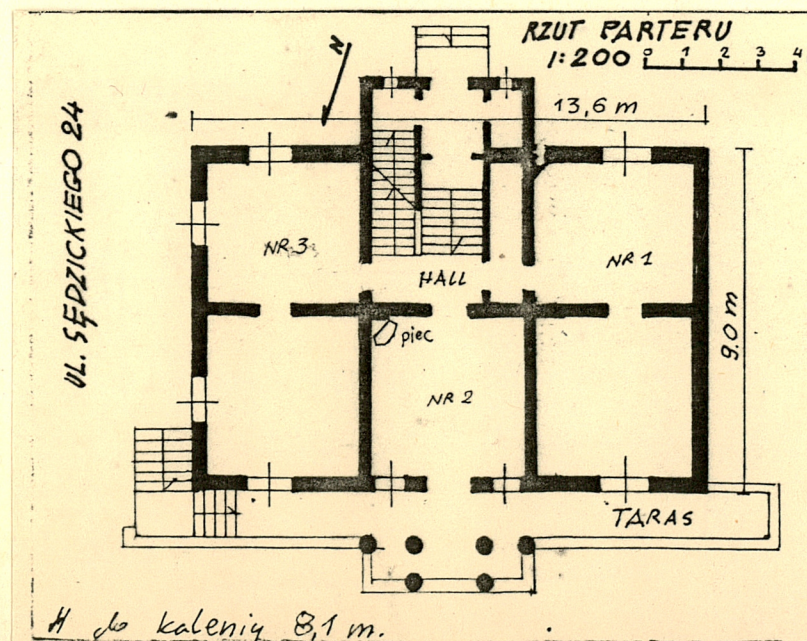 RZUT PARTERU
1:200
0 1 2 3 4
N
13,6 m
UL. SĘDZICKIEGO 24
NR 3
HALL
NR 1
9.0 m
piec
NR 2
TARAS
H do kalenicy 8,1 m.